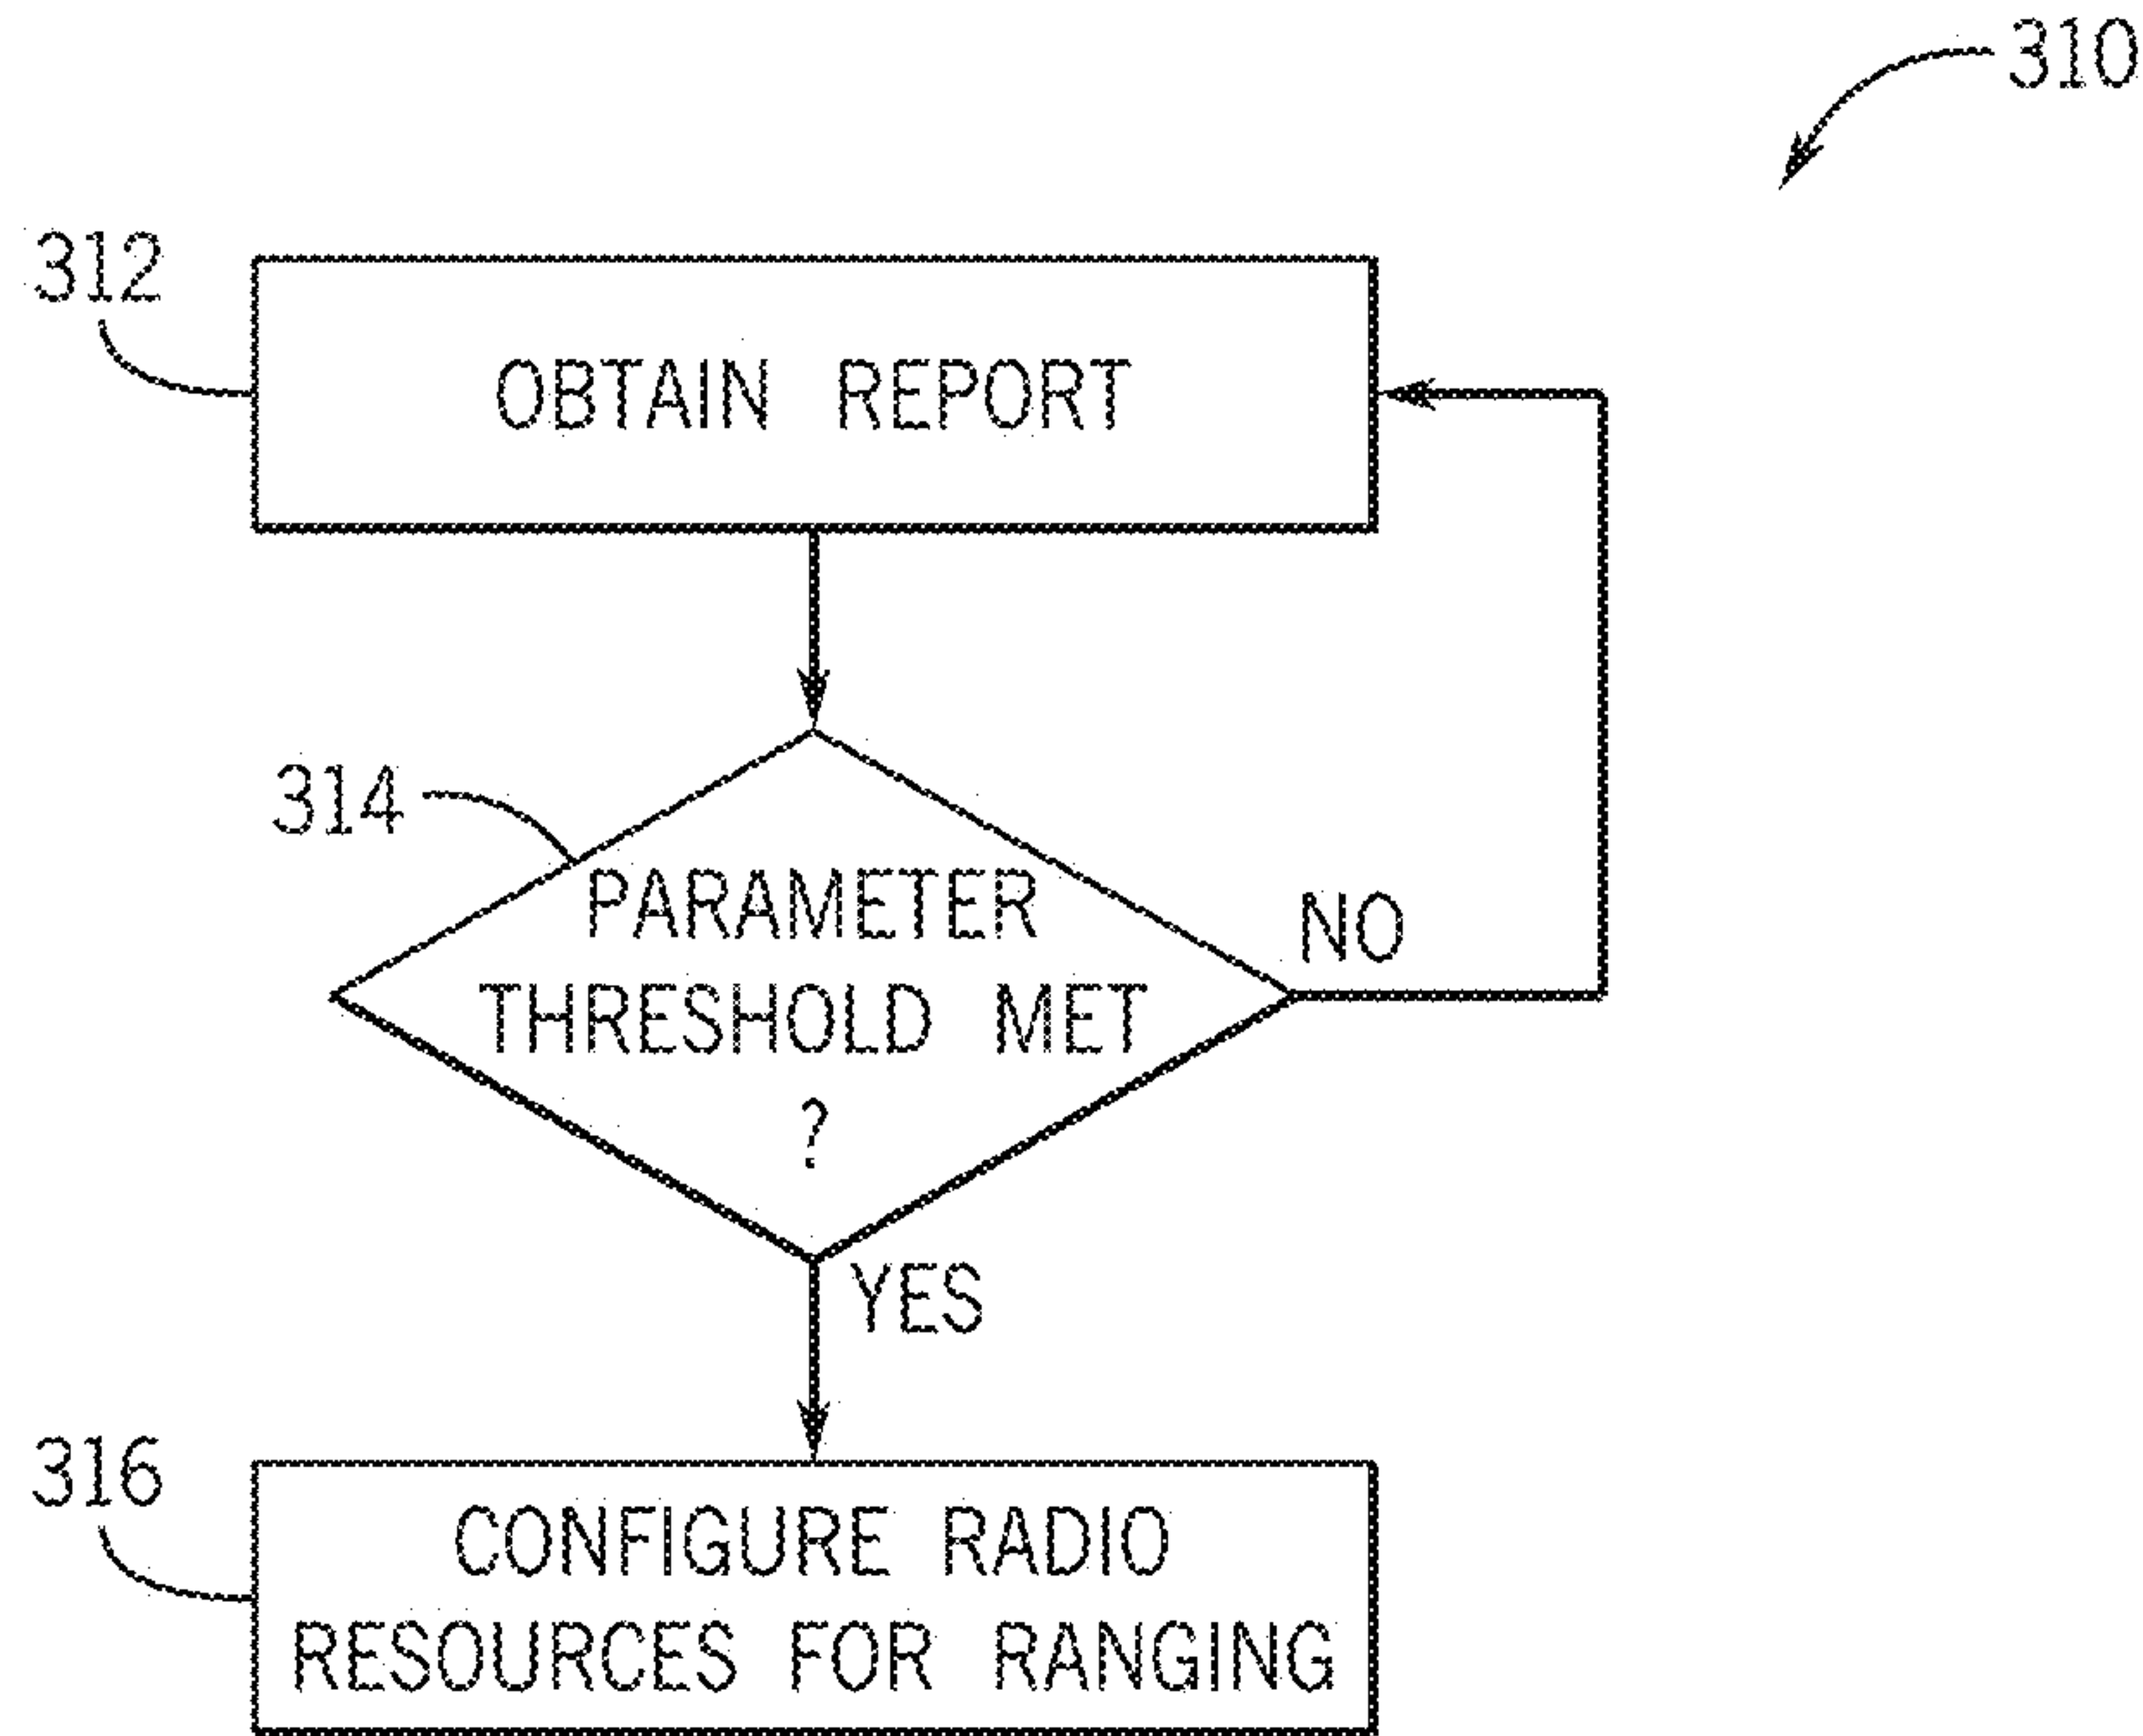 310
312
OBTAIN REPORT
314
PARAMETER
THRESHOLD MET
?
NO
YES
316
CONFIGURE RADIO
RESOURCES FOR RANGING